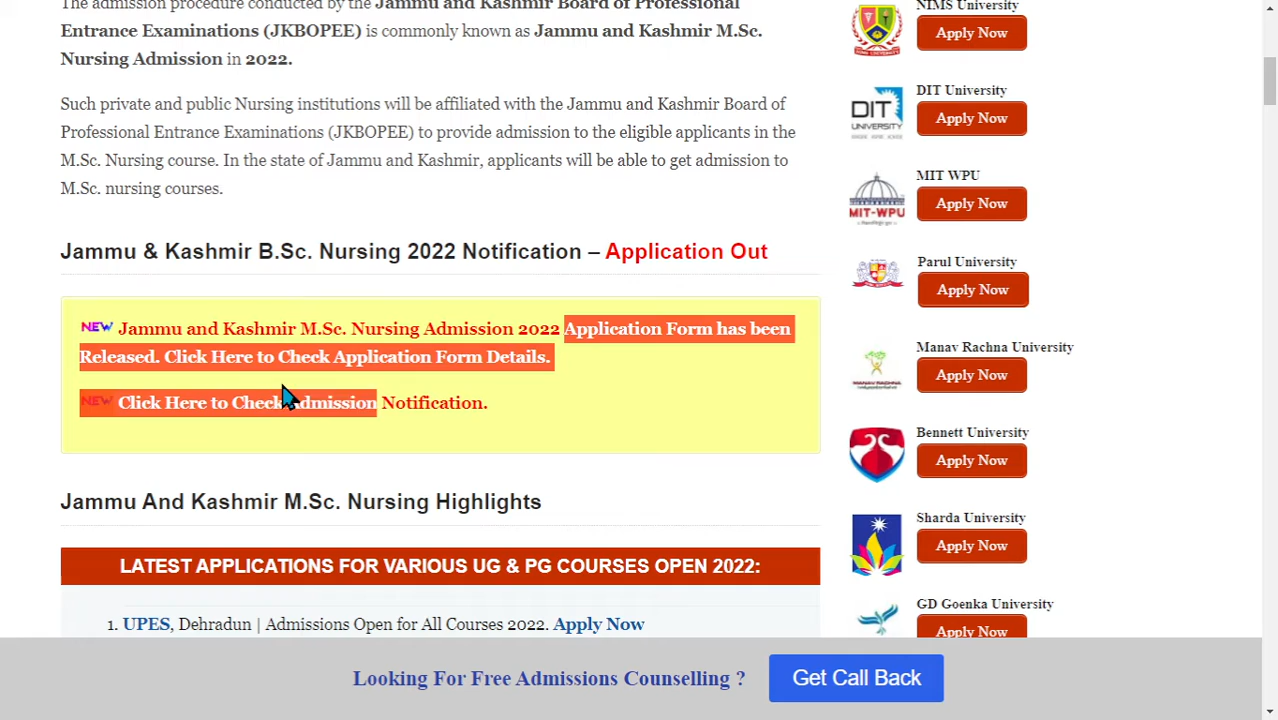 The admission procedure conducted by the Jammu and Kashmir Board of Professional
Entrance Examinations (JKBOPEE) is commonly known as Jammu and Kashmir M.Sc.
Nursing Admission in 2022.
Such private and public Nursing institutions will be affiliated with the Jammu and Kashmir Board of
Professional Entrance Examinations (JKBOPEE) to provide admission to the eligible applicants in the
M.Sc. Nursing course. In the state of Jammu and Kashmir, applicants will be able to get admission to
M.Sc. nursing courses.
Jammu & Kashmir B.Sc. Nursing 2022 Notification – Application Out
NEW Jammu and Kashmir M.Sc. Nursing Admission 2022 Application Form has been
Released. Click Here to Check Application Form Details.
NEW Click Here to Check Admission Notification.
Jammu And Kashmir M.Sc. Nursing Highlights
LATEST APPLICATIONS FOR VARIOUS UG & PG COURSES OPEN 2022:
1. UPES, Dehradun | Admissions Open for All Courses 2022. Apply Now
NIMS University
Apply Now
DIT UNIVERSITY
DIT University
Apply Now
MIT-WPU
MIT WPU
Apply Now
Parul University
Apply Now
Manav Rachna University
Apply Now
Bennett University
Apply Now
Sharda University
Apply Now
GD Goenka University
Apply Now
Looking For Free Admissions Counselling ?
Get Call Back